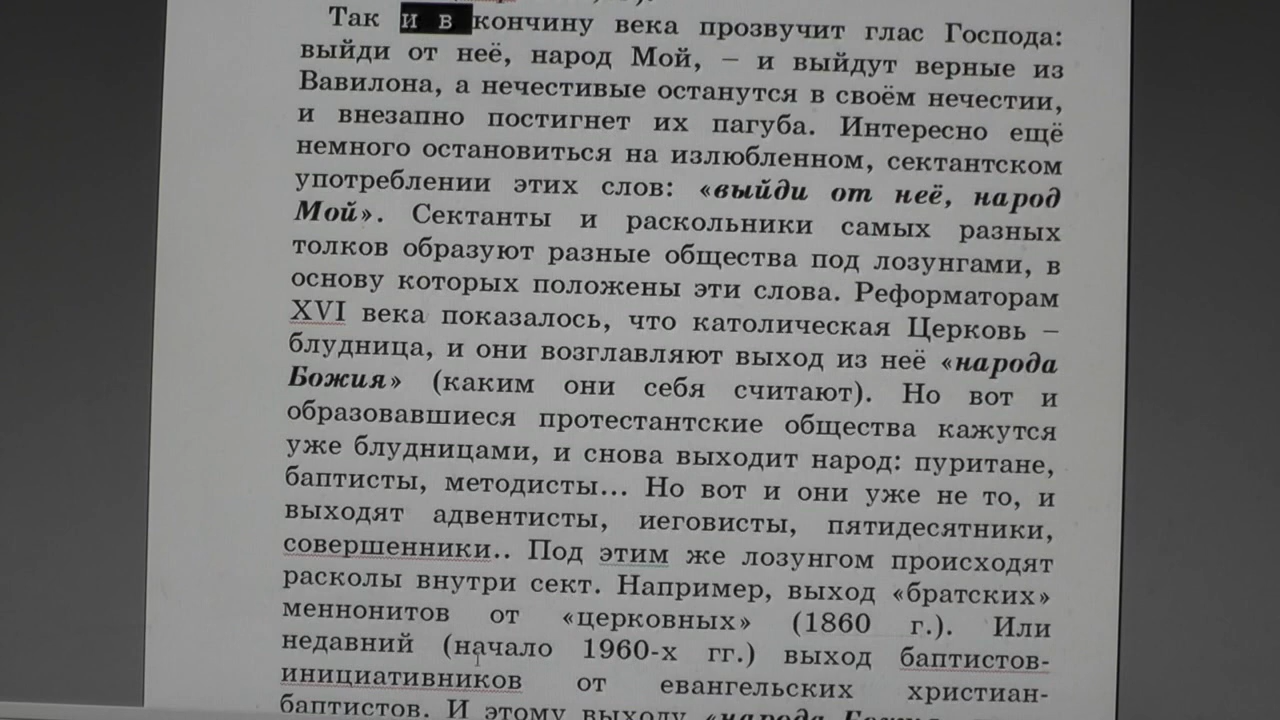 Так и в кончину века прозвучит глас Господа:
выйди от неё, народ Мой, – и выйдут верные из
Вавилона, а нечестивые останутся в своём нечестии,
и внезапно постигнет их пагуба. Интересно ещё
немного остановиться на излюбленном, сектантском
употреблении этих слов: «выйди от неё, народ
Мой». Сектанты и раскольники самых разных
толков образуют разные общества под лозунгами, в
основу которых положены эти слова. Реформаторам
XVI века показалось, что католическая Церковь –
блудница, и они возглавляют выход из неё «народа
Божия» (каким они себя считают). Но вот и
образовавшиеся протестантские общества кажутся
уже блудницами, и снова выходит народ: пуритане,
баптисты, методисты... Но вот и они уже не то, и
выходят адвентисты, иеговисты, пятидесятники,
совершенники.. Под этим же лозунгом происходят
расколы внутри сект. Например, выход «братских»
меннонитов от «церковных» (1860 г.). Или
недавний (начало 1960-х гг.) выход баптистов-
инициативников от евангельских христиан-
баптистов. И этому выходу «народа Божия